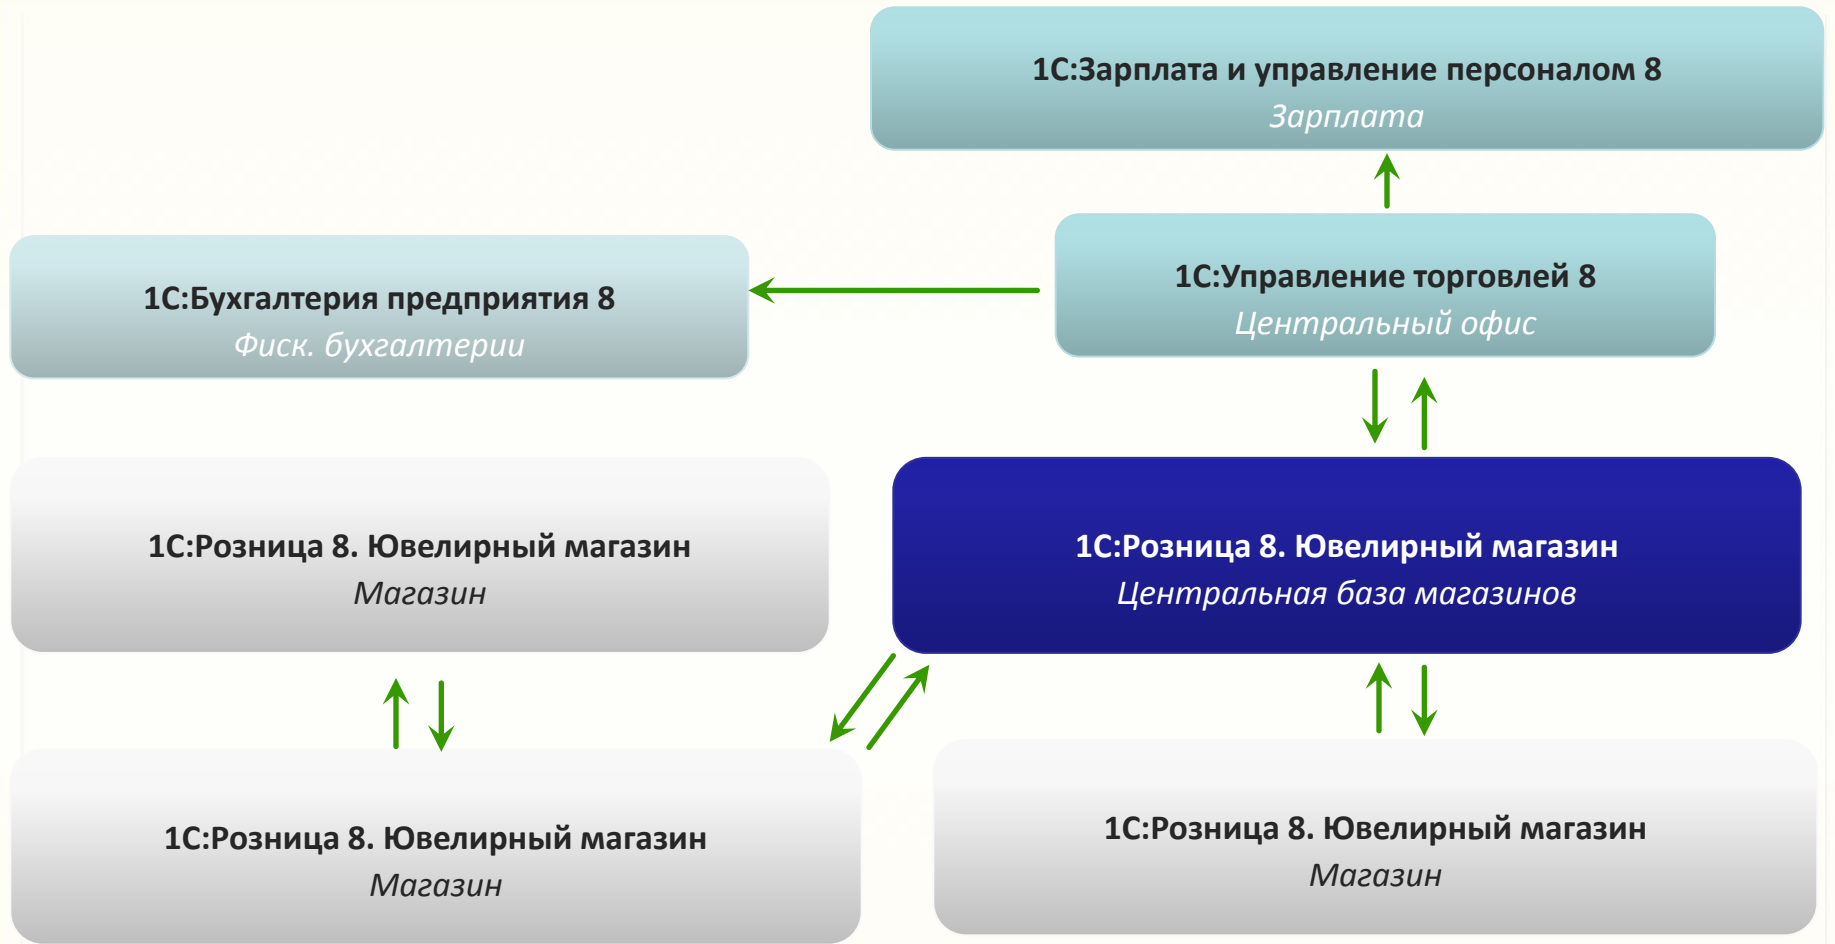 1С:Зарплата и управление персоналом 8
Зарплата
1С:Управление торговлей 8
Центральный офис
1С:Бухгалтерия предприятия 8
Фиск. бухгалтерии
1С:Розница 8. Ювелирный магазин
Магазин
1С:Розница 8. Ювелирный магазин
Центральная база магазинов
1С:Розница 8. Ювелирный магазин
Магазин
1С:Розница 8. Ювелирный магазин
Магазин